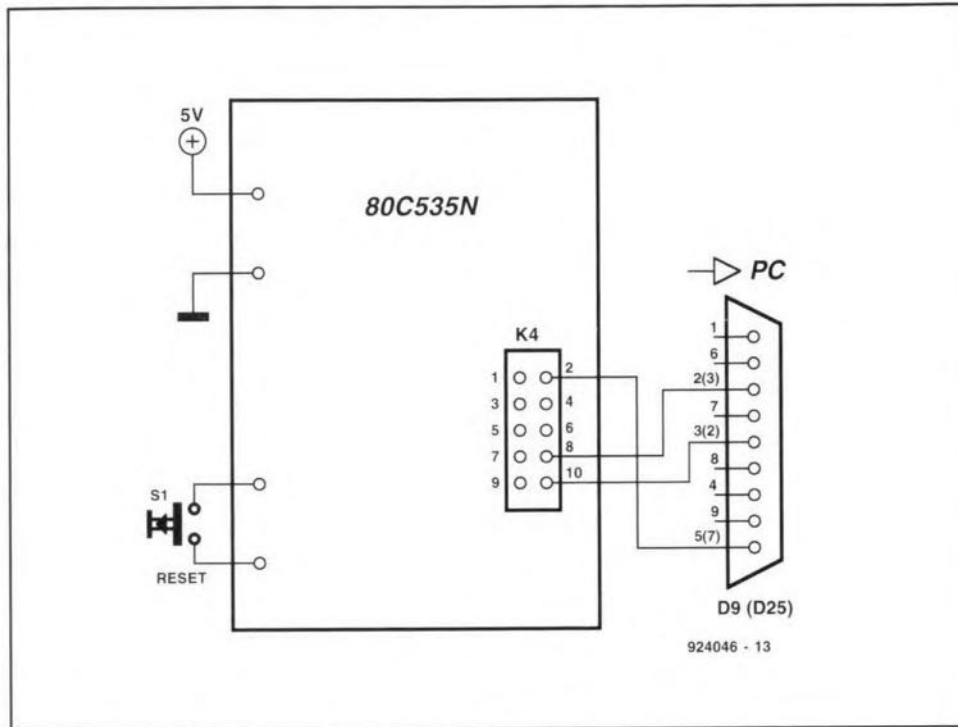 5V
80C535N
PC
K4
1 2
3 4
5 6
7 8
9 10
S1
RESET
1
6
2(3)
7
3(2)
8
4
9
5(7)
D9 (D25)
924046 - 13